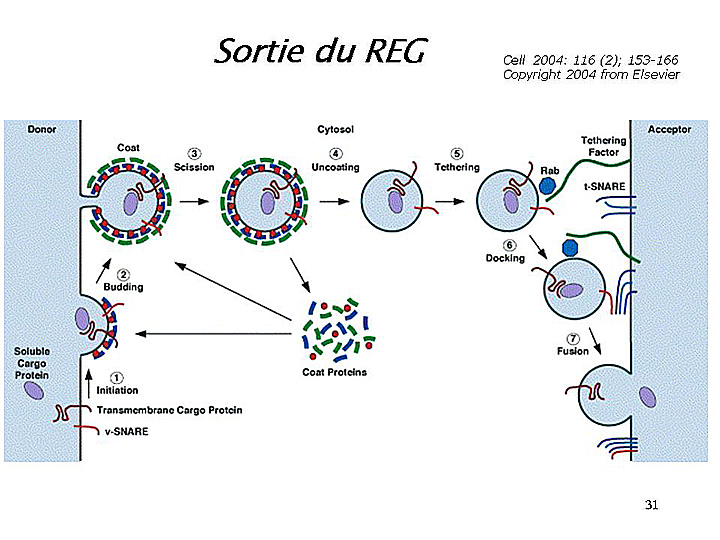 Sortie du REG
Cell 2004: 116 (2); 153-166
Copyright 2004 from Elsevier
Donor
Cytosol
Acceptor
Coat
3
Scission
4
Uncoating
5
Tethering
Tethering
Factor
Rab
t-SNARE
6
Docking
2
Budding
7
Fusion
Soluble
Cargo
Protein
1
Initiation
Coat Proteins
Transmembrane Cargo Protein
v-SNARE
31